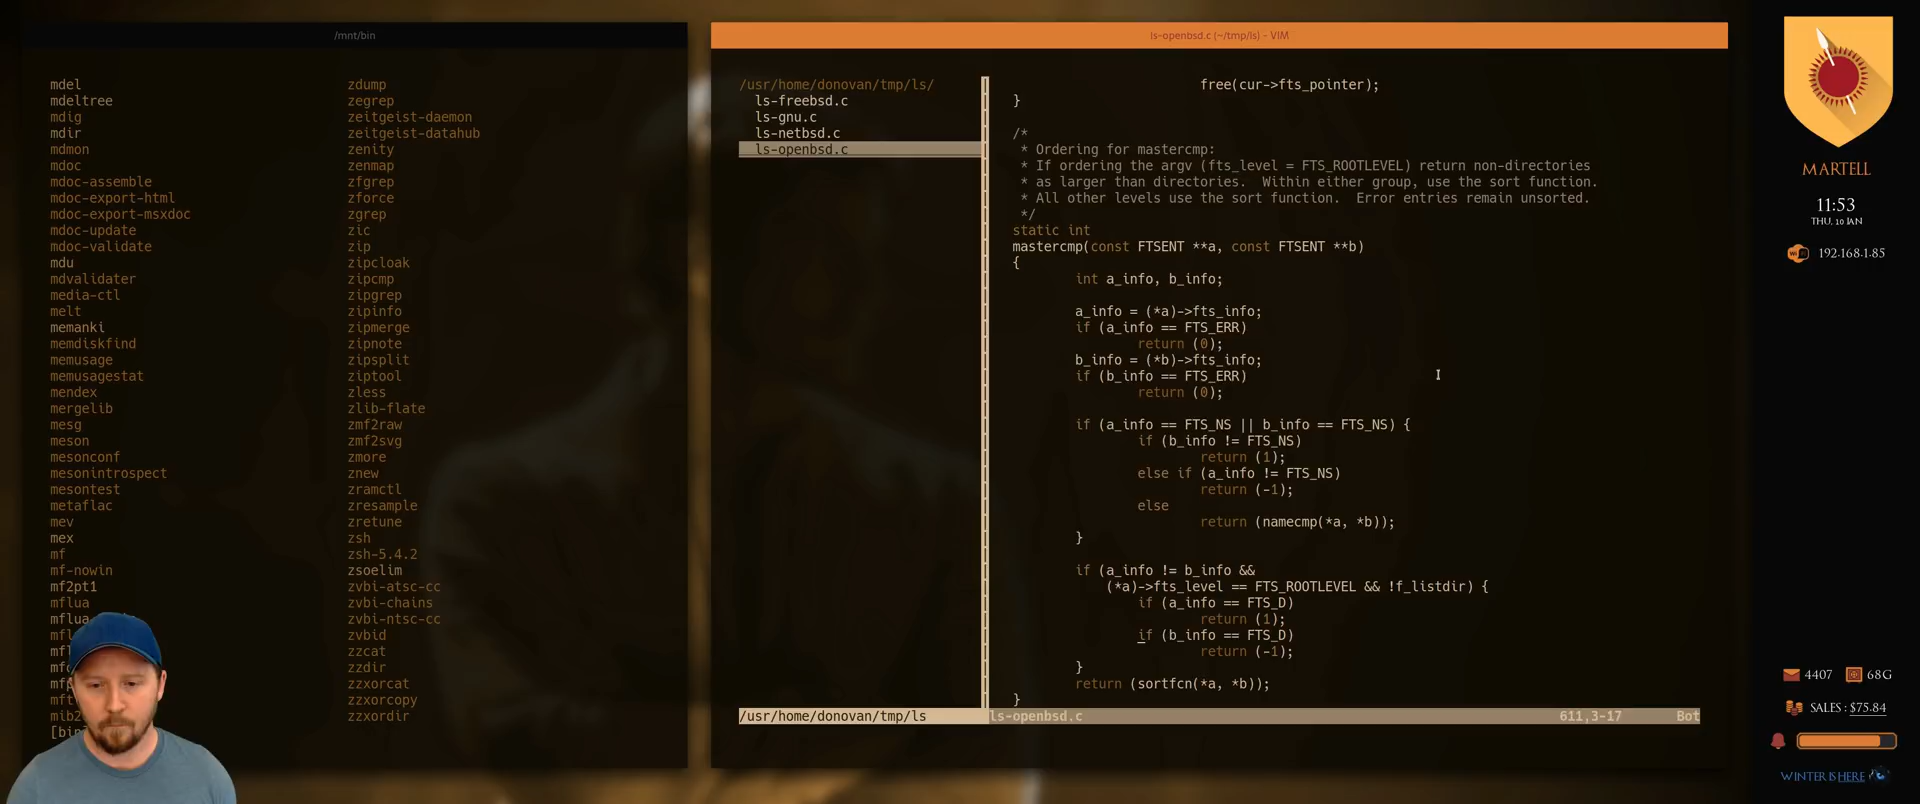 /mnt/bin
mdel
mdeltree
mdig
mdir
mdmon
mdoc
mdoc-assemble
mdoc-export-html
mdoc-export-msxdoc
mdoc-update
mdoc-validate
mdu
mdvalidater
media-ctl
melt
memanki
memdiskfind
memusage
memusagestat
mendex
mergelib
mesg
meson
mesonconf
mesonintrospect
mesontest
metaflac
mev
mex
mf
mf-nowin
mf2pt1
mflua
zdump
zegrep
zeitgeist-daemon
zeitgeist-datahub
zenity
zenmap
zfgrep
zforce
zgrep
zic
zip
zipcloak
zipcmp
zipgrep
zipinfo
zipmerge
zipnote
zipsplit
ziptool
zless
zlib-flate
zmf2raw
zmf2svg
zmore
znew
zramctl
zresample
zretune
zsh
zsh-5.4.2
zsoelim
zvbi-atsc-cc
zvbi-chains
zvbi-ntsc-cc
zvbid
zzcat
zzdir
zzxorcat
zzxorcopy
zzxordir
ls-openbsd.c (~/tmp/ls) - VIM
/usr/home/donovan/tmp/ls/
ls-freebsd.c
ls-gnu.c
ls-netbsd.c
ls-openbsd.c
free(cur->fts_pointer);
}
/*
* Ordering for mastercmp:
* If ordering the argv (fts_level = FTS_ROOTLEVEL) return non-directories
* as larger than directories.  Within either group, use the sort function.
* All other levels use the sort function.  Error entries remain unsorted.
*/
static int
mastercmp(const FTSENT **a, const FTSENT **b)
{
int a_info, b_info;
a_info = (*a)->fts_info;
if (a_info == FTS_ERR)
return (0);
b_info = (*b)->fts_info;
if (b_info == FTS_ERR)
return (0);
if (a_info == FTS_NS || b_info == FTS_NS) {
if (b_info != FTS_NS)
return (1);
else if (a_info != FTS_NS)
return (-1);
else
return (namecmp(*a, *b));
}
if (a_info != b_info &&
(*a)->fts_level == FTS_ROOTLEVEL && !f_listdir) {
if (a_info == FTS_D)
return (1);
if (b_info == FTS_D)
return (-1);
}
return (sortfcn(*a, *b));
}
/usr/home/donovan/tmp/ls
ls-openbsd.c 611,3-17 Bot
MARTELL
11:53
THU, 10 JAN
192.168.1.85
4407 68G
SALES : $75.84
WINTER IS HERE